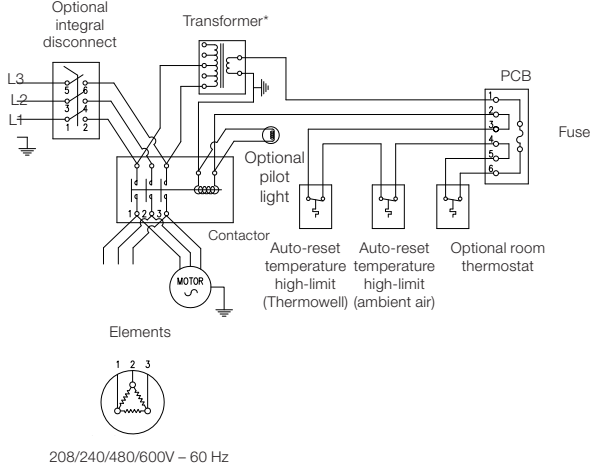 Optional
integral
disconnect
Transformer*
L3
L2
L1
5 6
3 4
1 2
PCB
1
2
3
4
5
6
Fuse
Optional
pilot
light
1 2 3
Contactor
Auto-reset
temperature
high-limit
(Thermowell)
Auto-reset
temperature
high-limit
(ambient air)
Optional room
thermostat
MOTOR
Elements
1 2 3
208/240/480/600V – 60 Hz